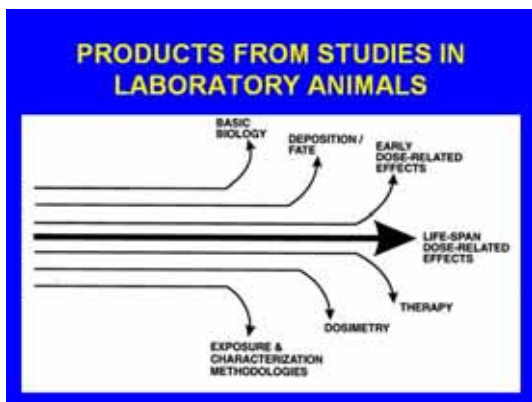 PRODUCTS FROM STUDIES IN
LABORATORY ANIMALS
BASIC
BIOLOGY
DEPOSITION /
FATE
EARLY
DOSE-RELATED
EFFECTS
LIFE-SPAN
DOSE-RELATED
EFFECTS
THERAPY
DOSIMETRY
EXPOSURE &
CHARACTERIZATION
METHODOLOGIES